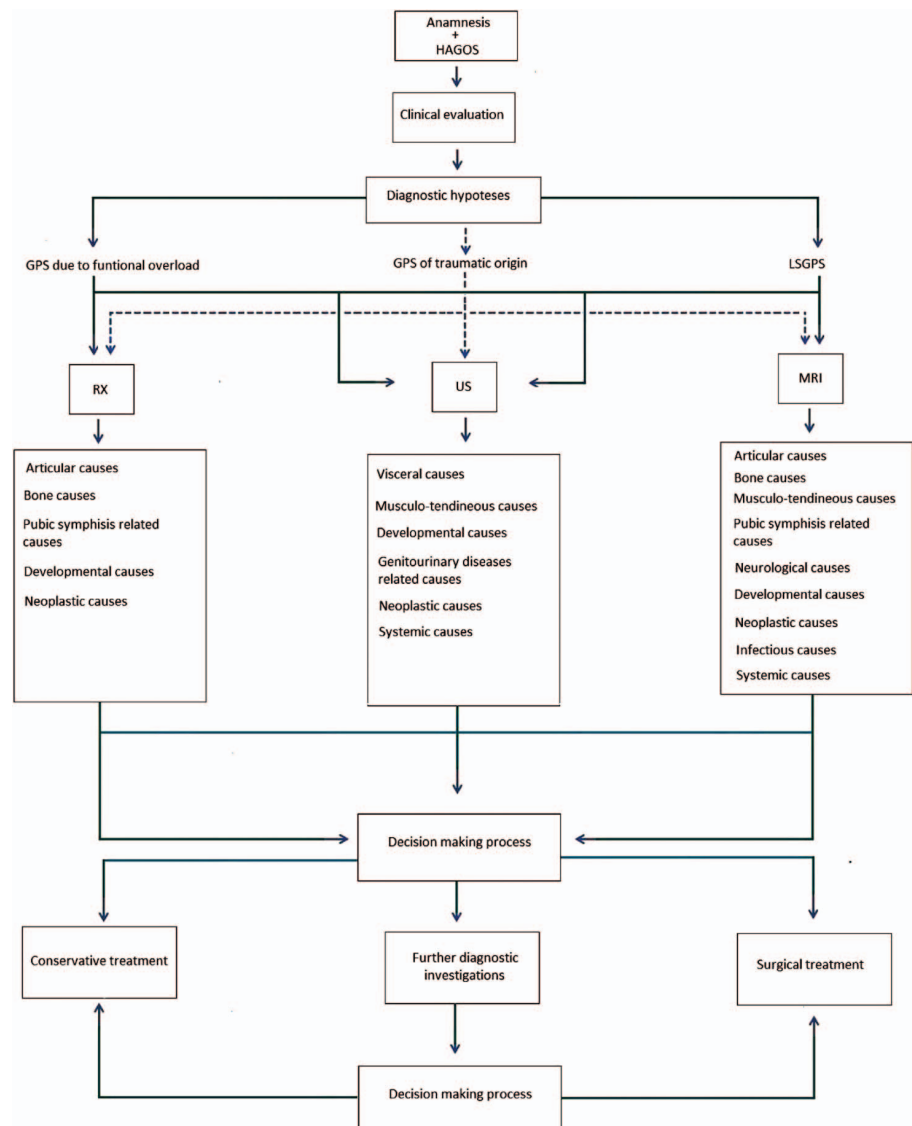 Anamnesis
+
HAGOS
Clinical evaluation
Diagnostic hypoteses
GPS due to funtional overload
GPS of traumatic origin
LSGPS
RX
US
MRI
Articular causes
Bone causes
Pubic symphisis related
causes
Developmental causes
Neoplastic causes
Visceral causes
Musculo-tendineous causes
Developmental causes
Genitourinary diseases
related causes
Neoplastic causes
Systemic causes
Articular causes
Bone causes
Musculo-tendineous causes
Pubic symphisis related
causes
Neurological causes
Developmental causes
Neoplastic causes
Infectious causes
Systemic causes
Decision making process
Conservative treatment
Further diagnostic
investigations
Surgical treatment
Decision making process